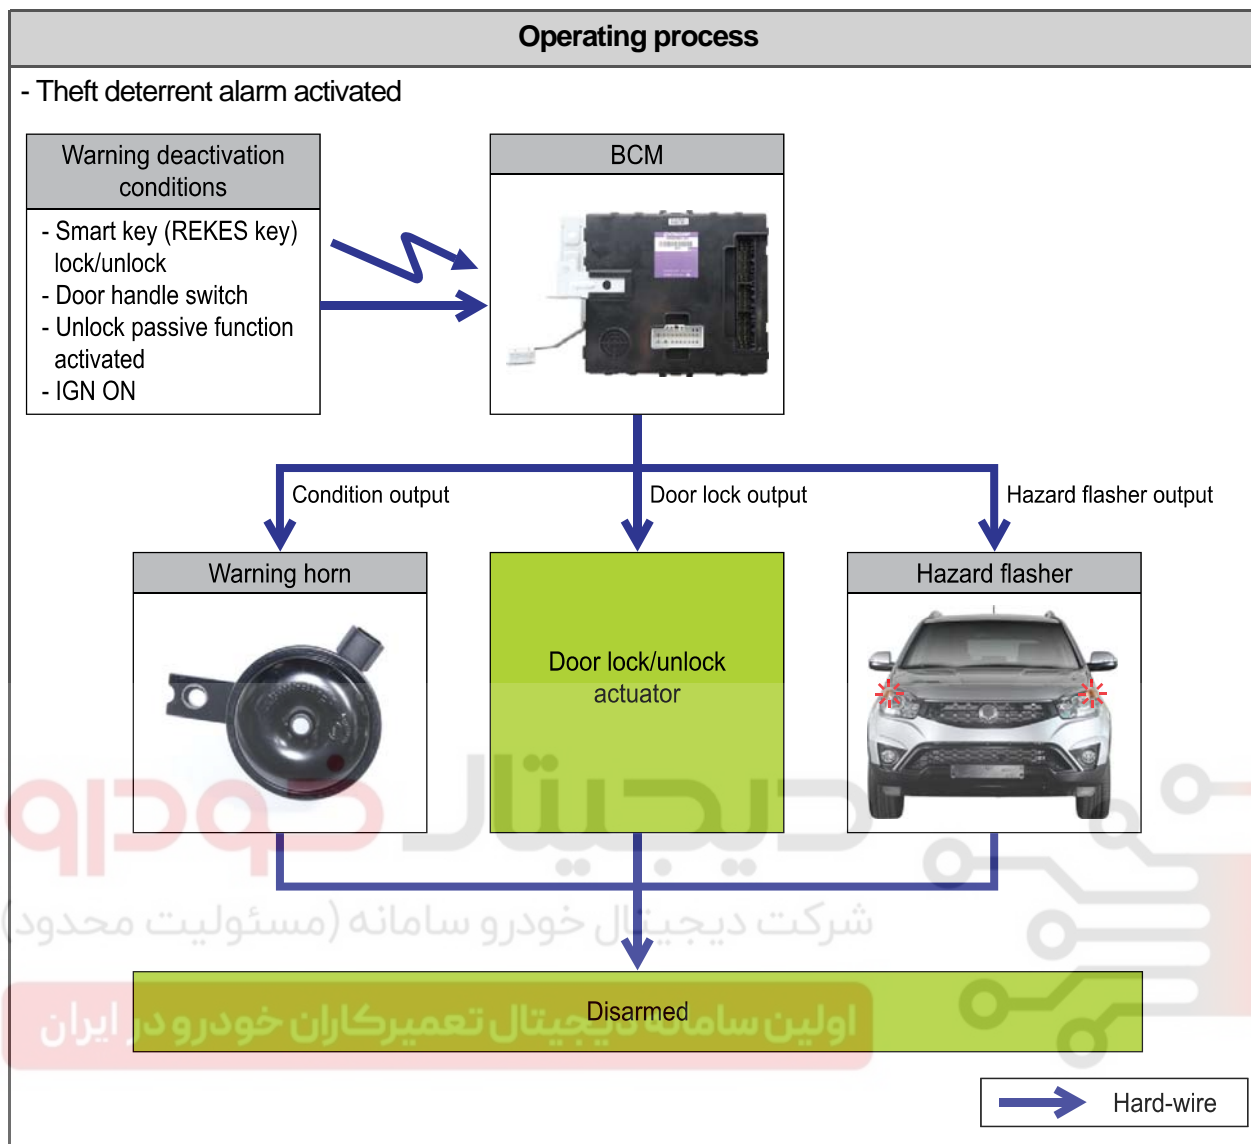 Operating process
- Theft deterrent alarm activated
Warning deactivation
conditions
- Smart key (REKES key)
lock/unlock
- Door handle switch
- Unlock passive function
activated
- IGN ON
BCM
Condition output
Door lock output
Hazard flasher output
Warning horn
Door lock/unlock
actuator
Hazard flasher
دیجیتال خودرو
شرکت دیجیتال خودرو سامانه (مسئولیت محدود)
Disarmed
اولین سامانه دیجیتال تعمیرکاران خودرو در ایران
Hard-wire